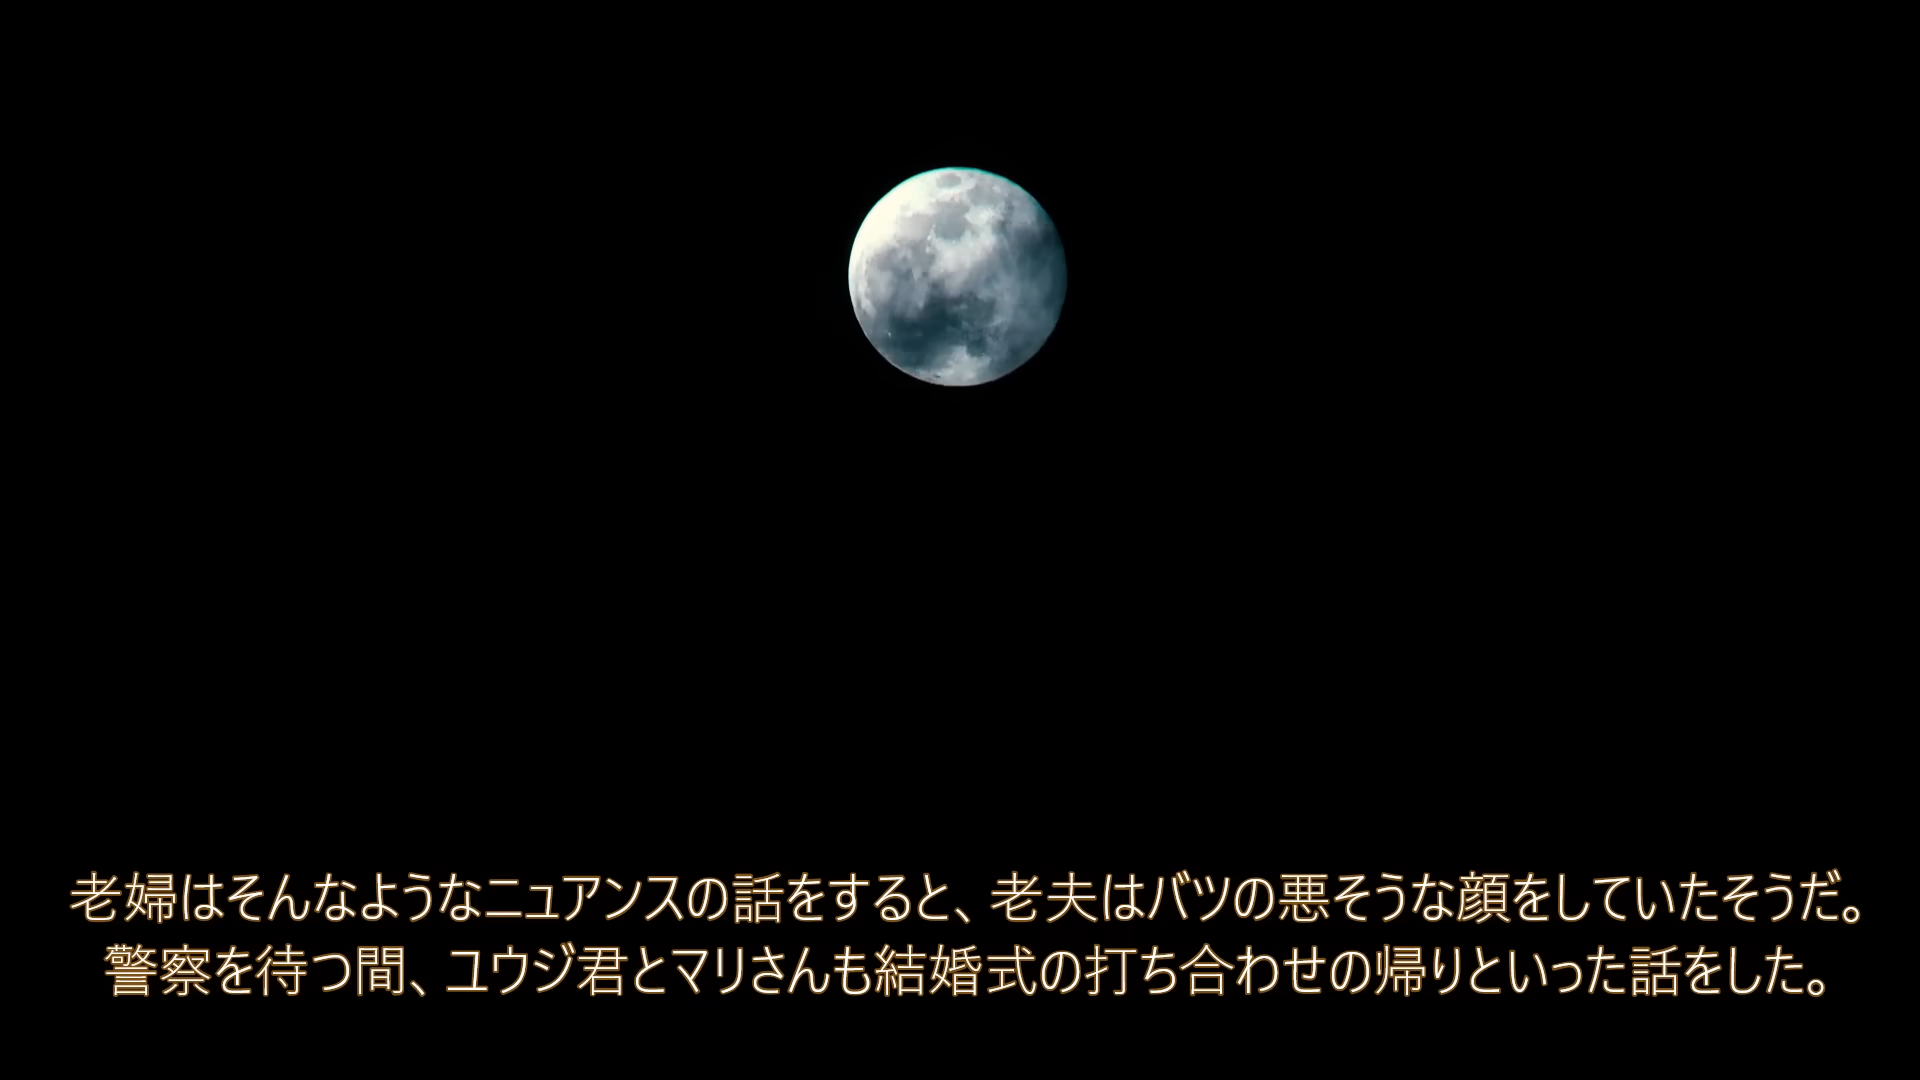 老婦はそんなようなニュアンスの話をすると、老夫はバツの悪そうな顔をしていたそうだ。
警察を待つ間、ユウジ君とマリさんも結婚式の打ち合わせの帰りといった話をした。